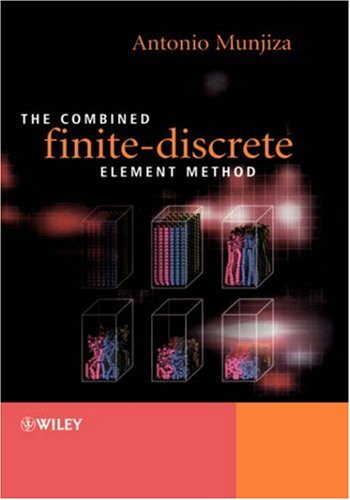 Antonio Munjiza
THE COMBINED
finite-discrete
ELEMENT METHOD
WILEY